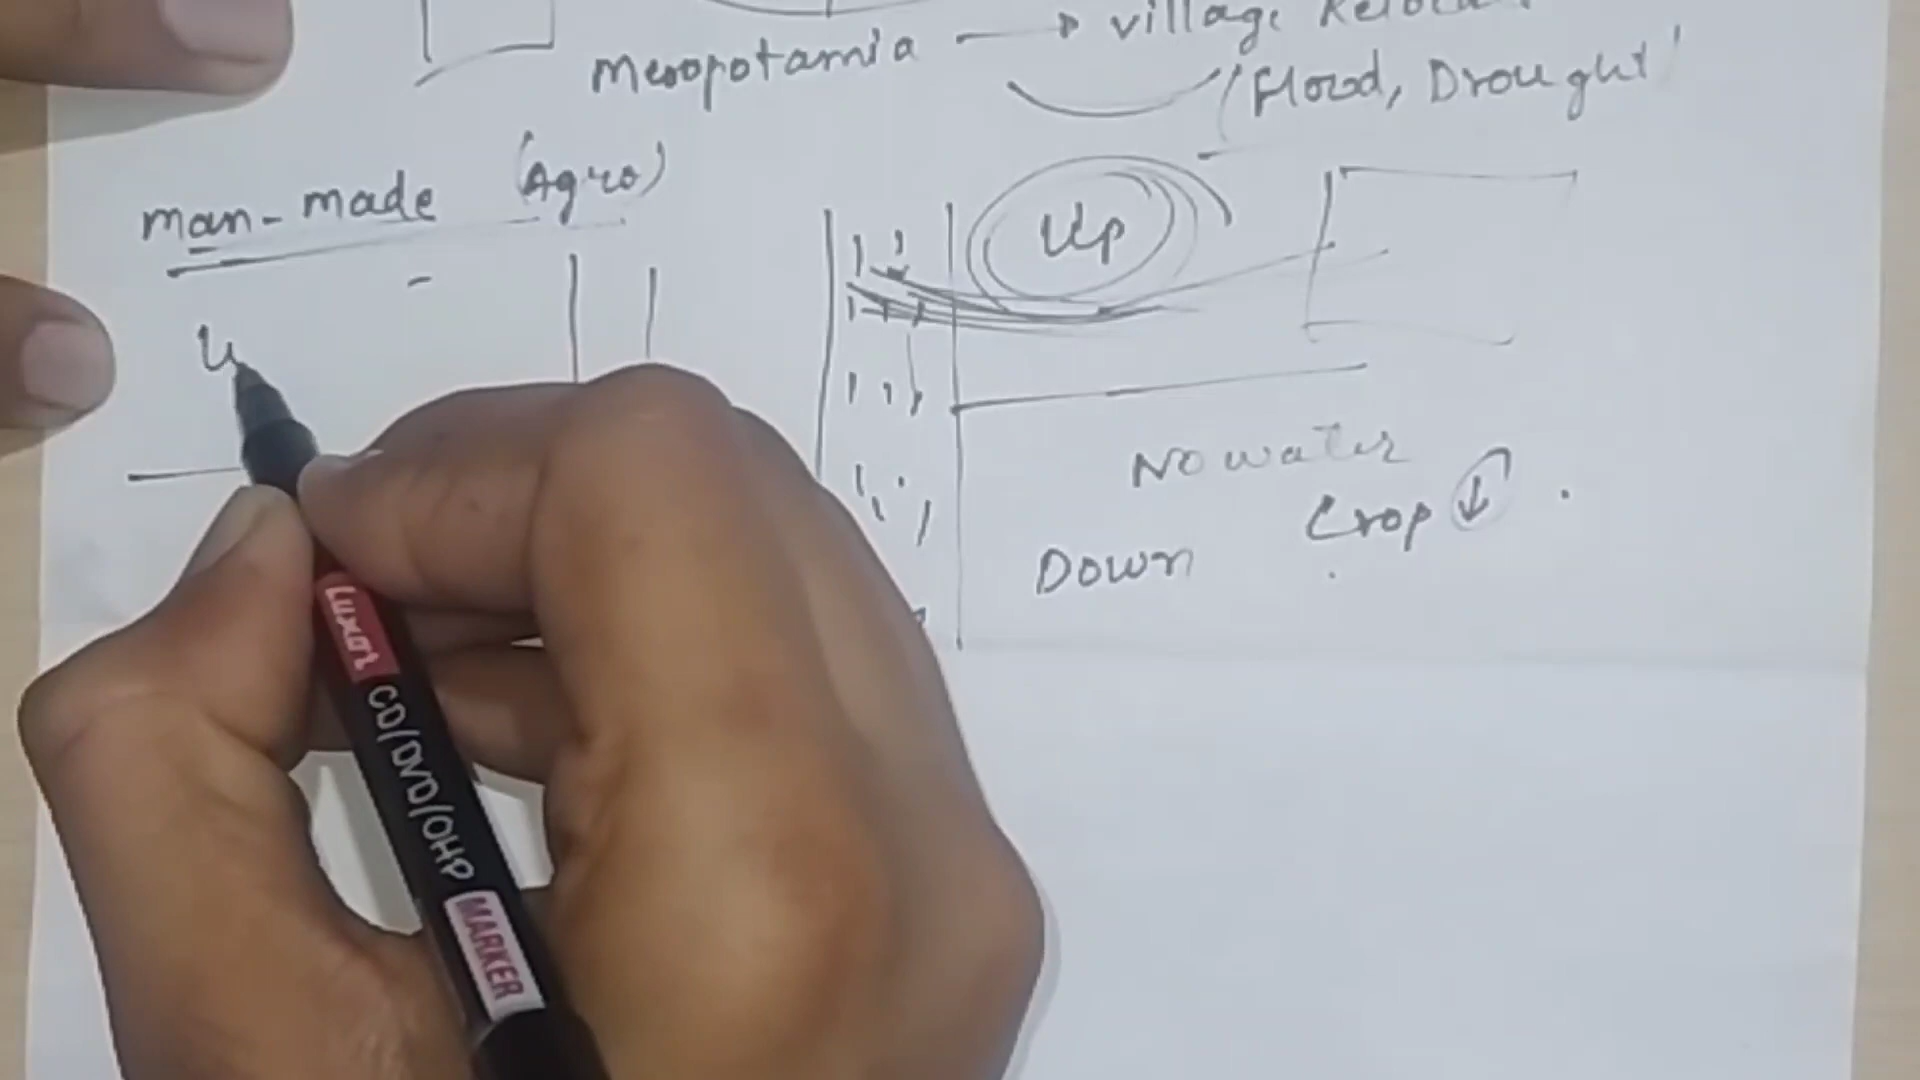 Mesopotamia → village
(Flood, Drought
man-made (Agro)
Up
U
No water
Crop ↓
Down
Luxor CD/DVD/OHP MARKER